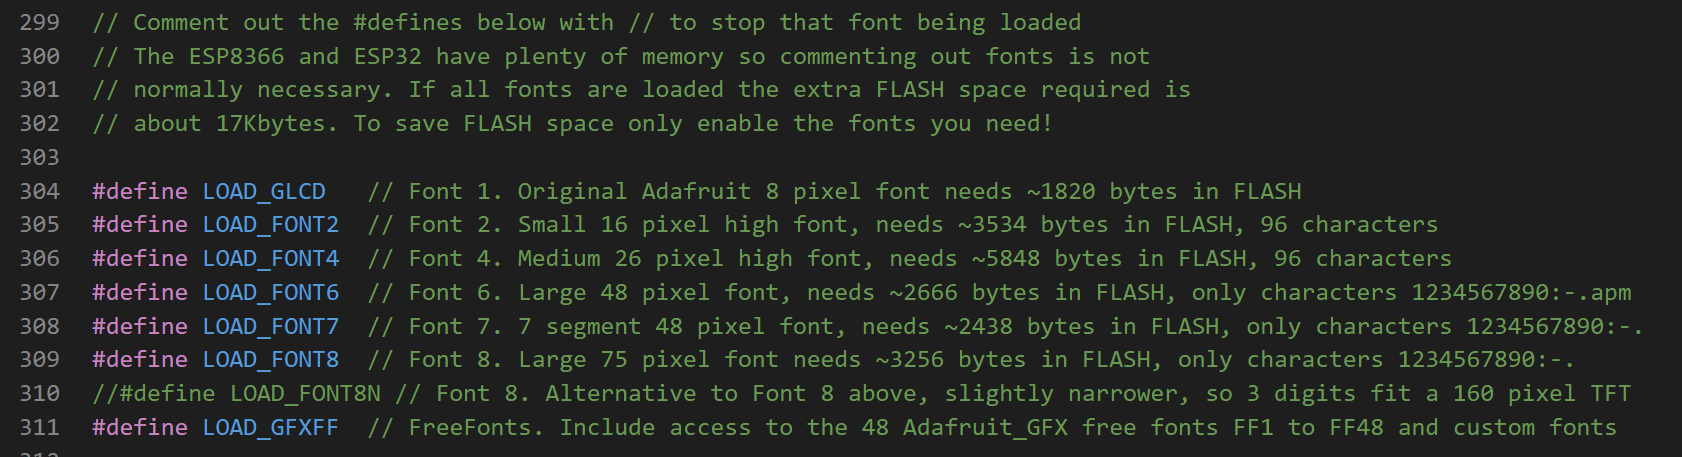 299 // Comment out the #defines below with // to stop that font being loaded
300 // The ESP8366 and ESP32 have plenty of memory so commenting out fonts is not
301 // normally necessary. If all fonts are loaded the extra FLASH space required is
302 // about 17Kbytes. To save FLASH space only enable the fonts you need!
303
304 #define LOAD_GLCD   // Font 1. Original Adafruit 8 pixel font needs ~1820 bytes in FLASH
305 #define LOAD_FONT2  // Font 2. Small 16 pixel high font, needs ~3534 bytes in FLASH, 96 characters
306 #define LOAD_FONT4  // Font 4. Medium 26 pixel high font, needs ~5848 bytes in FLASH, 96 characters
307 #define LOAD_FONT6  // Font 6. Large 48 pixel font, needs ~2666 bytes in FLASH, only characters 1234567890:-.apm
308 #define LOAD_FONT7  // Font 7. 7 segment 48 pixel font, needs ~2438 bytes in FLASH, only characters 1234567890:-.
309 #define LOAD_FONT8  // Font 8. Large 75 pixel font needs ~3256 bytes in FLASH, only characters 1234567890:-.
310 //#define LOAD_FONT8N // Font 8. Alternative to Font 8 above, slightly narrower, so 3 digits fit a 160 pixel TFT
311 #define LOAD_GFXFF  // FreeFonts. Include access to the 48 Adafruit_GFX free fonts FF1 to FF48 and custom fonts